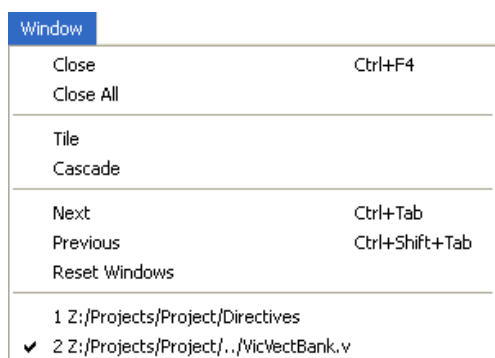 Window
Close Ctrl+F4
Close All
Tile
Cascade
Next Ctrl+Tab
Previous Ctrl+Shift+Tab
Reset Windows
1 Z:/Projects/Project/Directives
✔ 2 Z:/Projects/Project/../VicVectBank.v